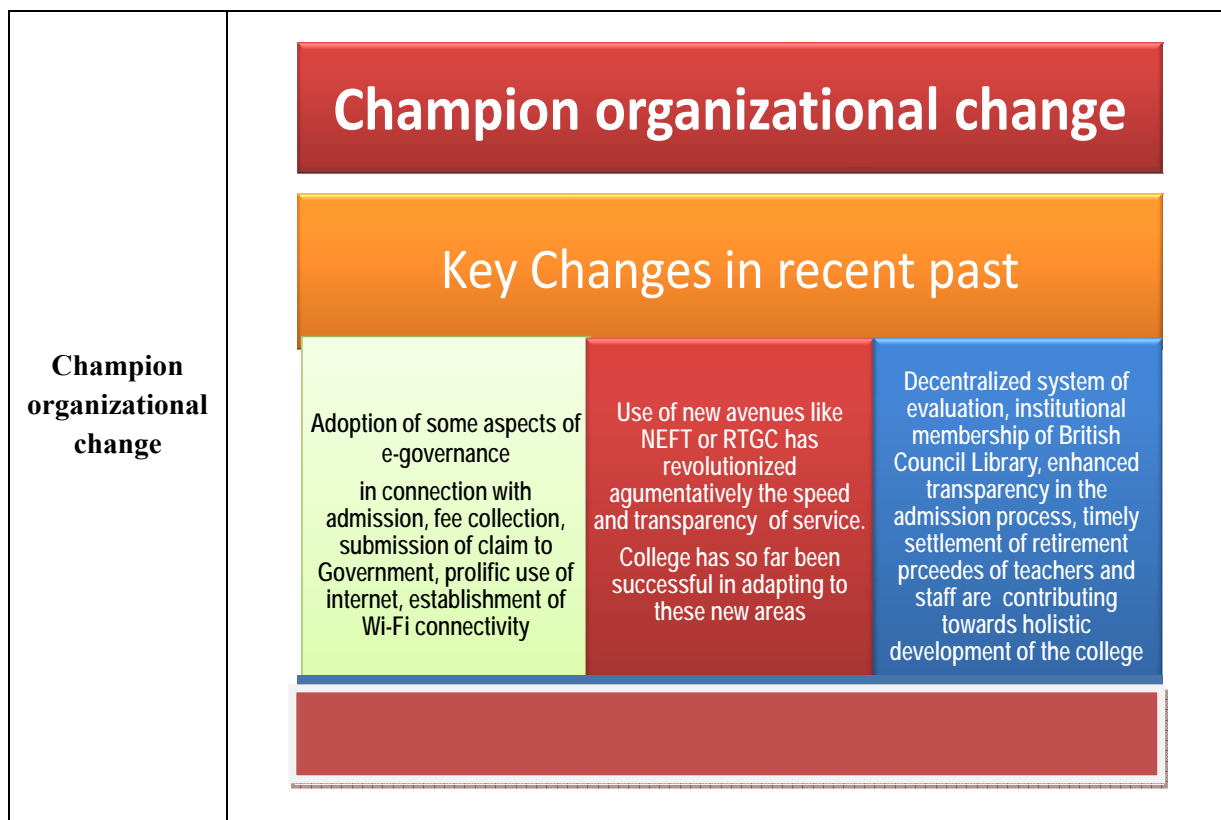 Champion
organizational
change
Champion organizational change
Key Changes in recent past
Adoption of some aspects of
e-governance
in connection with
admission, fee collection,
submission of claim to
Government, prolific use of
internet, establishment of
Wi-Fi connectivity
Use of new avenues like
NEFT or RTGC has
revolutionized
agumentatively the speed
and transparency of service.
College has so far been
successful in adapting to
these new areas
Decentralized system of
evaluation, institutional
membership of British
Council Library, enhanced
transparency in the
admission process, timely
settlement of retirement
prceedes of teachers and
staff are contributing
towards holistic
development of the college